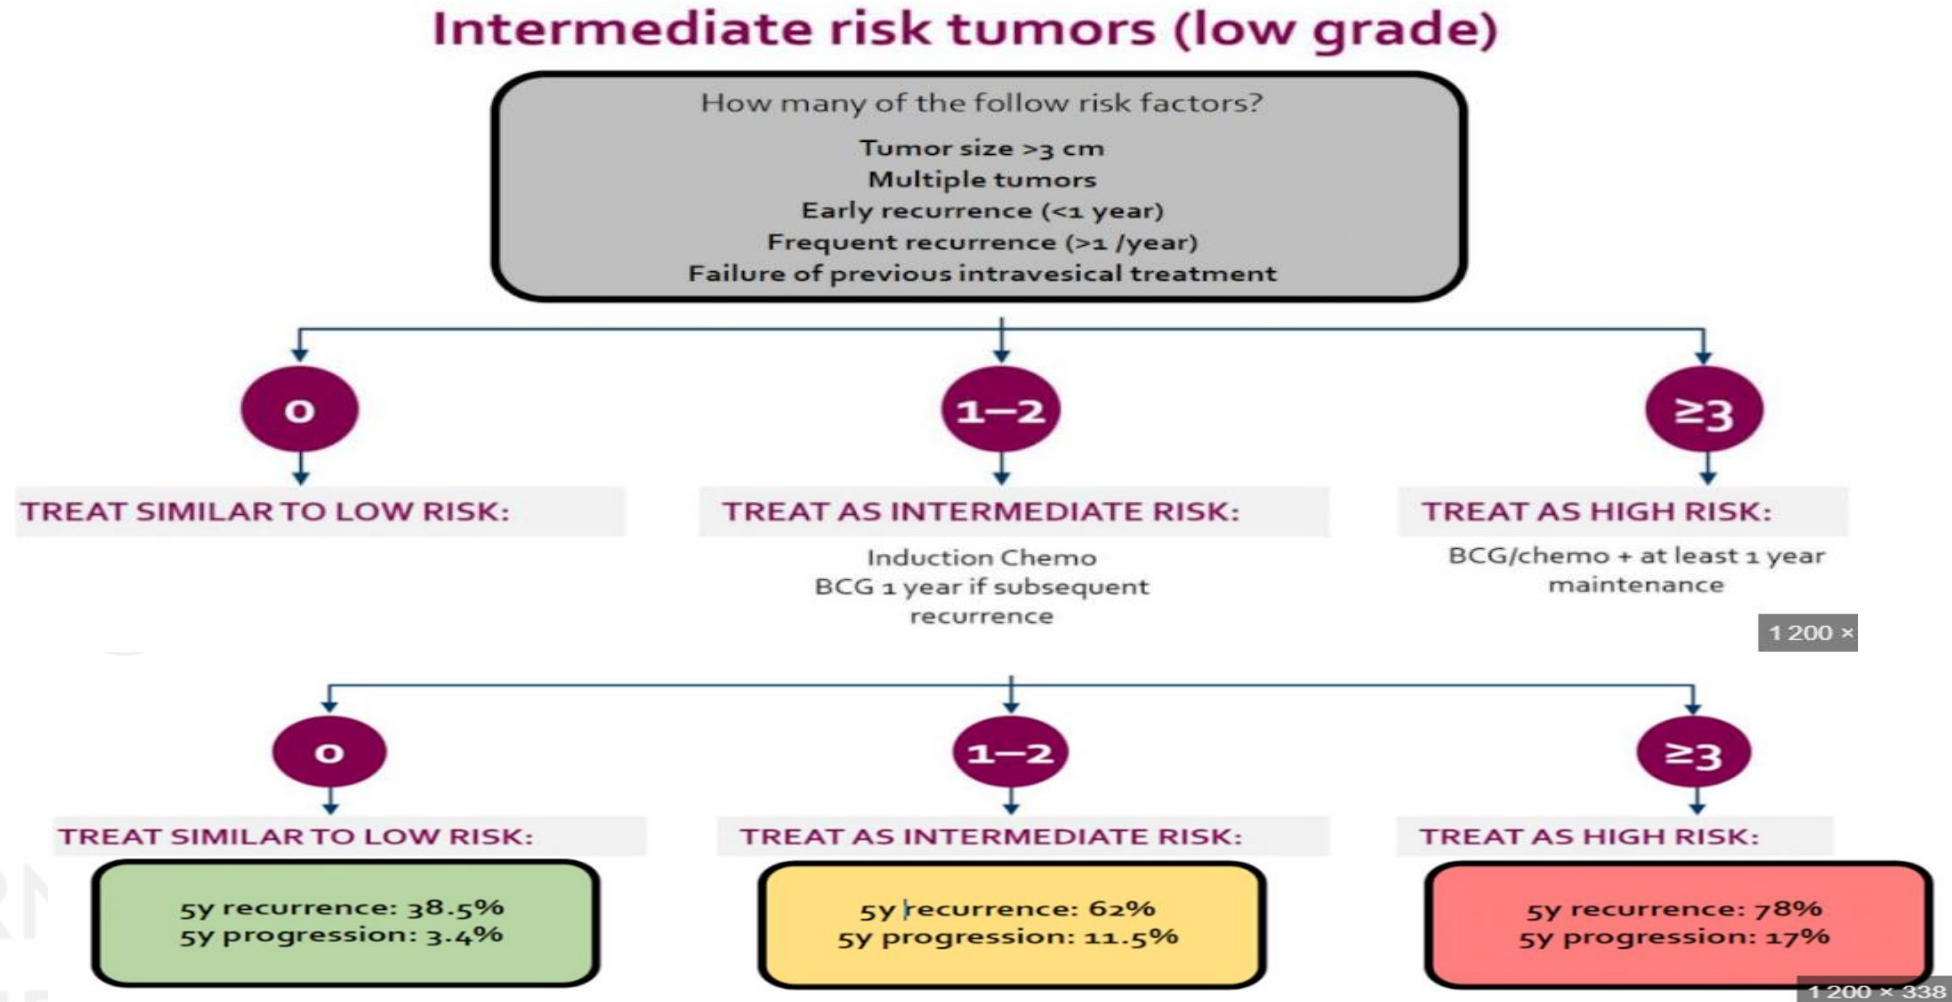 Intermediate risk tumors (low grade)
How many of the follow risk factors?
Tumor size >3 cm
Multiple tumors
Early recurrence (<1 year)
Frequent recurrence (>1 /year)
Failure of previous intravesical treatment
0
1–2
≥3
TREAT SIMILAR TO LOW RISK:
TREAT AS INTERMEDIATE RISK:
Induction Chemo
BCG 1 year if subsequent
recurrence
TREAT AS HIGH RISK:
BCG/chemo + at least 1 year
maintenance
1 200 ×
0
1–2
≥3
TREAT SIMILAR TO LOW RISK:
TREAT AS INTERMEDIATE RISK:
TREAT AS HIGH RISK:
5y recurrence: 38.5%
5y progression: 3.4%
5y recurrence: 62%
5y progression: 11.5%
5y recurrence: 78%
5y progression: 17%
1 200 × 338